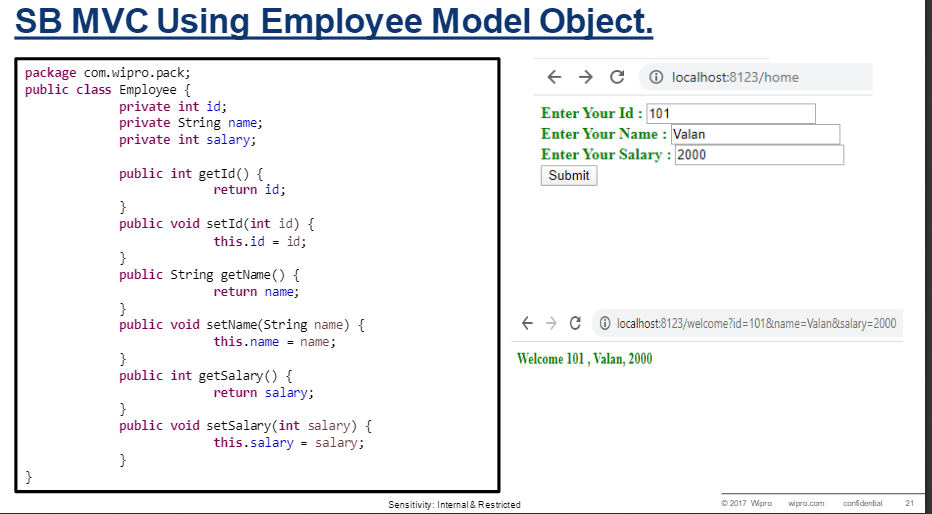 SB MVC Using Employee Model Object.
package com.wipro.pack;
public class Employee {
private int id;
private String name;
private int salary;
public int getId() {
return id;
}
public void setId(int id) {
this.id = id;
}
public String getName() {
return name;
}
public void setName(String name) {
this.name = name;
}
public int getSalary() {
return salary;
}
public void setSalary(int salary) {
this.salary = salary;
}
}
localhost:8123/home
Enter Your Id : 101
Enter Your Name : Valan
Enter Your Salary : 2000
Submit
localhost:8123/welcome?id=101&name=Valan&salary=2000
Welcome 101 , Valan, 2000
Sensitivity: Internal & Restricted
© 2017 Wipro wipro.com confidential 21